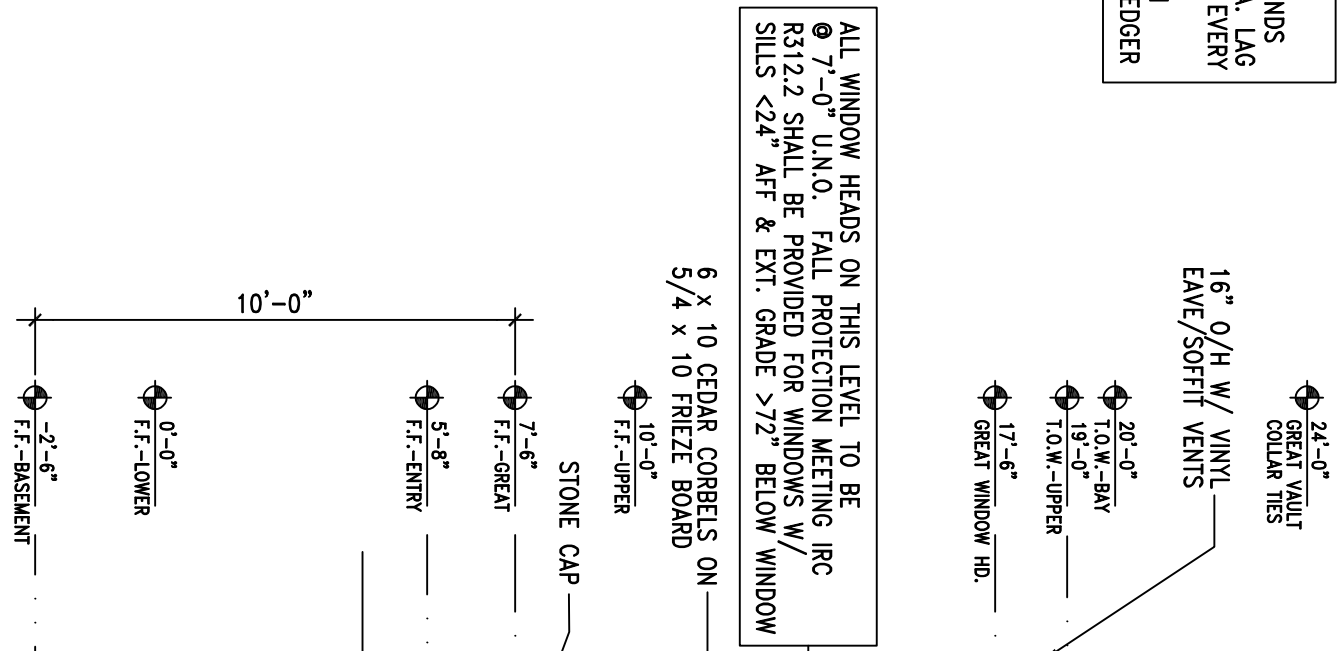 NDS
A. LAG
EVERY
EDGER
24'-0"
GREAT VAULT
COLLAR TIES
16" O/H W/ VINYL
EAVE/SOFFIT VENTS
20'-0"
T.O.W.-BAY
19'-0"
T.O.W.-UPPER
17'-6"
GREAT WINDOW HD.
ALL WINDOW HEADS ON THIS LEVEL TO BE
@ 7'-0" U.N.O. FALL PROTECTION MEETING IRC
R312.2 SHALL BE PROVIDED FOR WINDOWS W/
SILLS <24" AFF & EXT. GRADE >72" BELOW WINDOW
6 x 10 CEDAR CORBELS ON
5/4 x 10 FRIEZE BOARD
10'-0"
F.F.-UPPER
STONE CAP
7'-6"
F.F.-GREAT
5'-8"
F.F.-ENTRY
10'-0"
0'-0"
F.F.-LOWER
-2'-6"
F.F.-BASEMENT